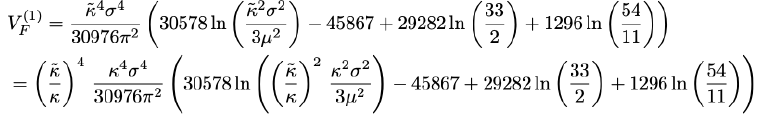 $V_F^{(1)} = \frac{\tilde{\kappa}^4 \sigma^4}{30976\pi^2} \left( 30578 \ln \left( \frac{\tilde{\kappa}^2 \sigma^2}{3\mu^2} \right) - 45867 + 29282 \ln \left( \frac{33}{2} \right) + 1296 \ln \left( \frac{54}{11} \right) \right)$
$= \left( \frac{\tilde{\kappa}}{\kappa} \right)^4 \frac{\kappa^4 \sigma^4}{30976\pi^2} \left( 30578 \ln \left( \left( \frac{\tilde{\kappa}}{\kappa} \right)^2 \frac{\kappa^2 \sigma^2}{3\mu^2} \right) - 45867 + 29282 \ln \left( \frac{33}{2} \right) + 1296 \ln \left( \frac{54}{11} \right) \right)$